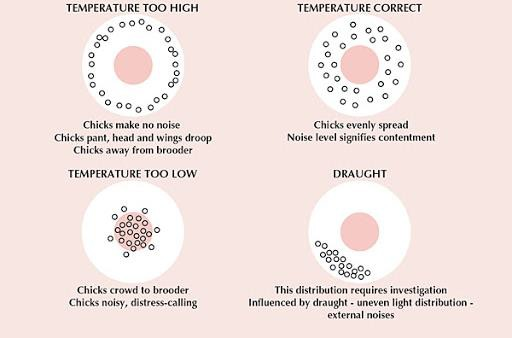 TEMPERATURE TOO HIGH
Chicks make no noise
Chicks pant, head and wings droop
Chicks away from brooder
TEMPERATURE CORRECT
Chicks evenly spread
Noise level signifies contentment
TEMPERATURE TOO LOW
Chicks crowd to brooder
Chicks noisy, distress-calling
DRAUGHT
This distribution requires investigation
Influenced by draught - uneven light distribution -
external noises